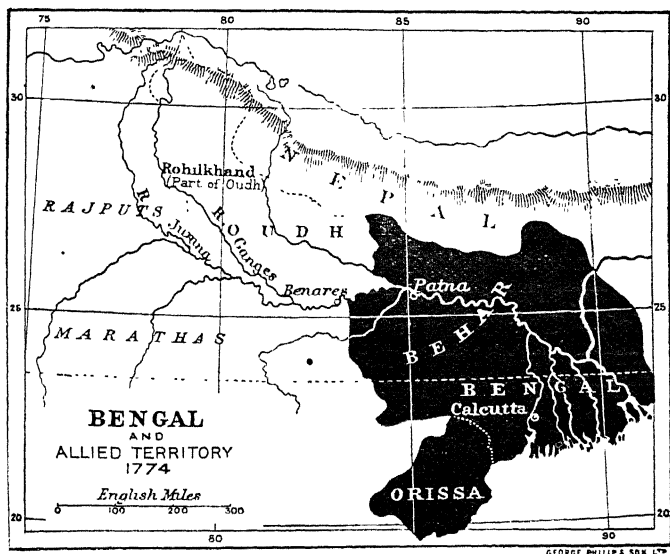 75 80 85 90
30
30
NEPAL
Rohilkhand
(Part of Oudh)
RAJPUTS
R. Jumna
R. Ganges
OUDH
Benares
Patna
25
25
BEHAR
MARATHAS
BENGAL
Calcutta
BENGAL
AND
ALLIED TERRITORY
1774
English Miles
0 100 200 300
ORISSA
20
20
80 90
GEORGE PHILIP & SON LTD